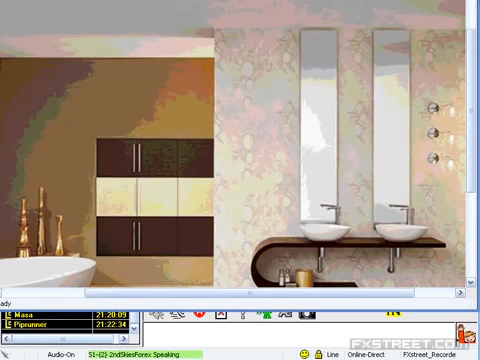 ady
Masa 21:20:09
Piprunner 21:22:34
IN
FXSTREET.COM
Audio-On S1-(2) 2ndSkiesForex Speaking Line Online-Direct FXstreet_Recorde